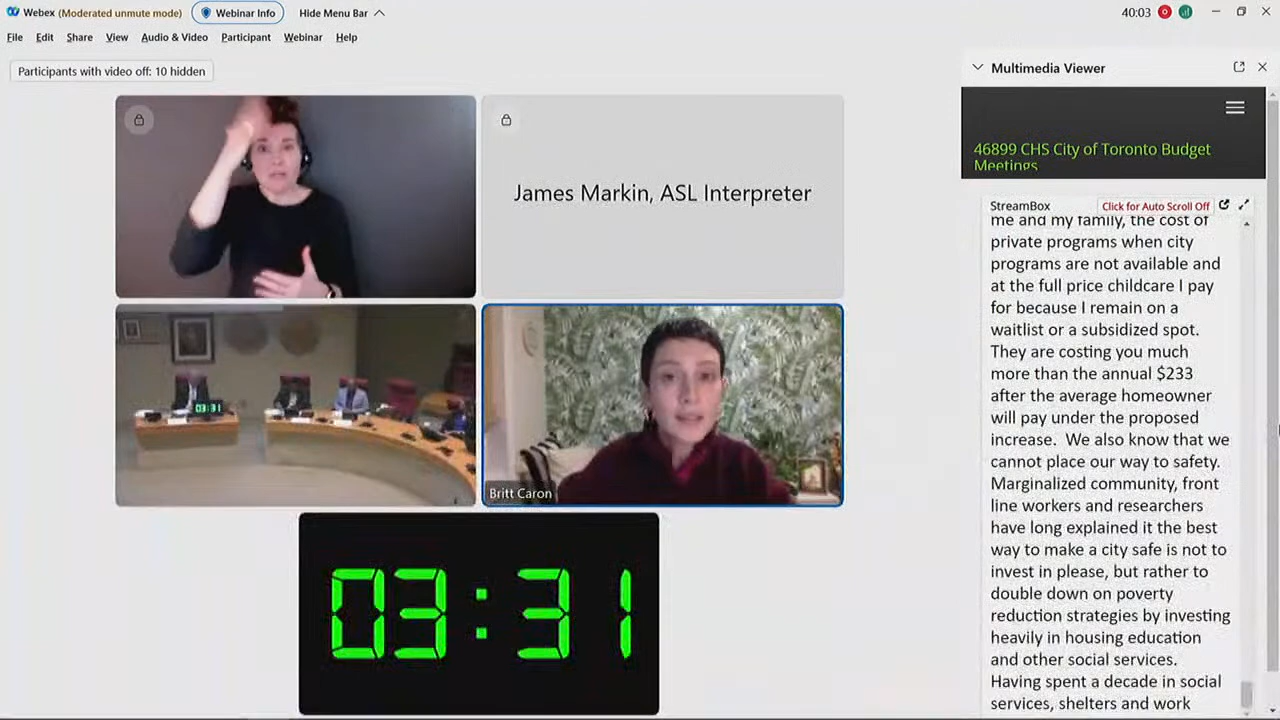 Webex (Moderated unmute mode) Webinar Info Hide Menu Bar 40:03
File Edit Share View Audio & Video Participant Webinar Help
Participants with video off: 10 hidden
James Markin, ASL Interpreter
03:31
Britt Caron
03:31
Multimedia Viewer
46899 CHS City of Toronto Budget
Meetings
StreamBox Click for Auto Scroll Off
me and my family, the cost of
private programs when city
programs are not available and
at the full price childcare I pay
for because I remain on a
waitlist or a subsidized spot.
They are costing you much
more than the annual $233
after the average homeowner
will pay under the proposed
increase. We also know that we
cannot place our way to safety.
Marginalized community, front
line workers and researchers
have long explained it the best
way to make a city safe is not to
invest in please, but rather to
double down on poverty
reduction strategies by investing
heavily in housing education
and other social services.
Having spent a decade in social
services, shelters and work